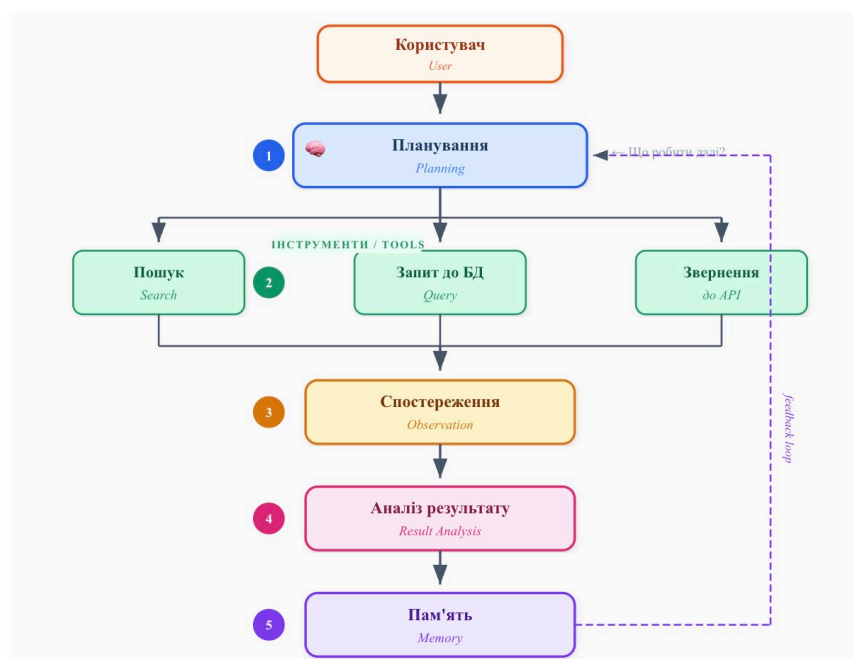 Користувач
User
1
Планування
Planning
← Що робити далі?
ІНСТРУМЕНТИ / TOOLS
Пошук
Search
2
Запит до БД
Query
Звернення
до API
3
Спостереження
Observation
feedback loop
4
Аналіз результату
Result Analysis
5
Пам'ять
Memory